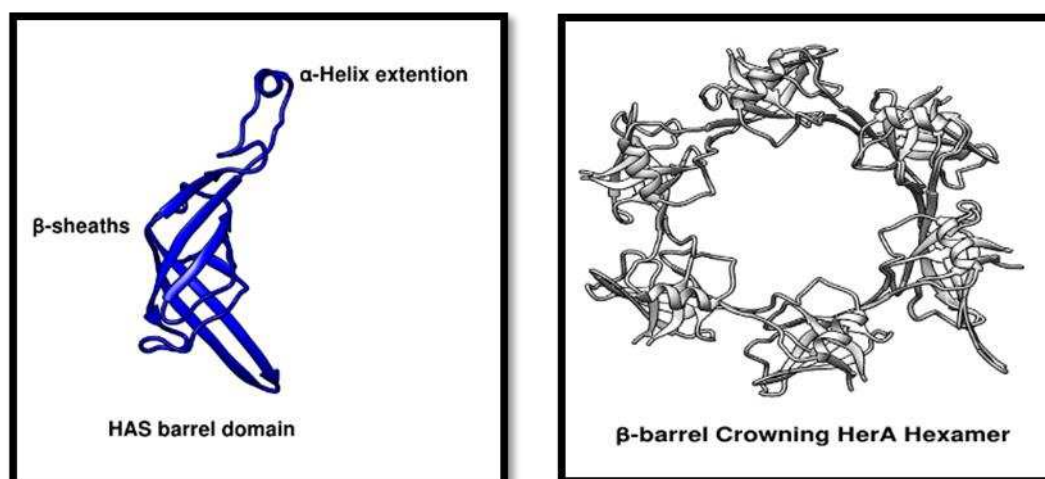 α-Helix extention
β-sheaths
HAS barrel domain
β-barrel Crowning HerA Hexamer